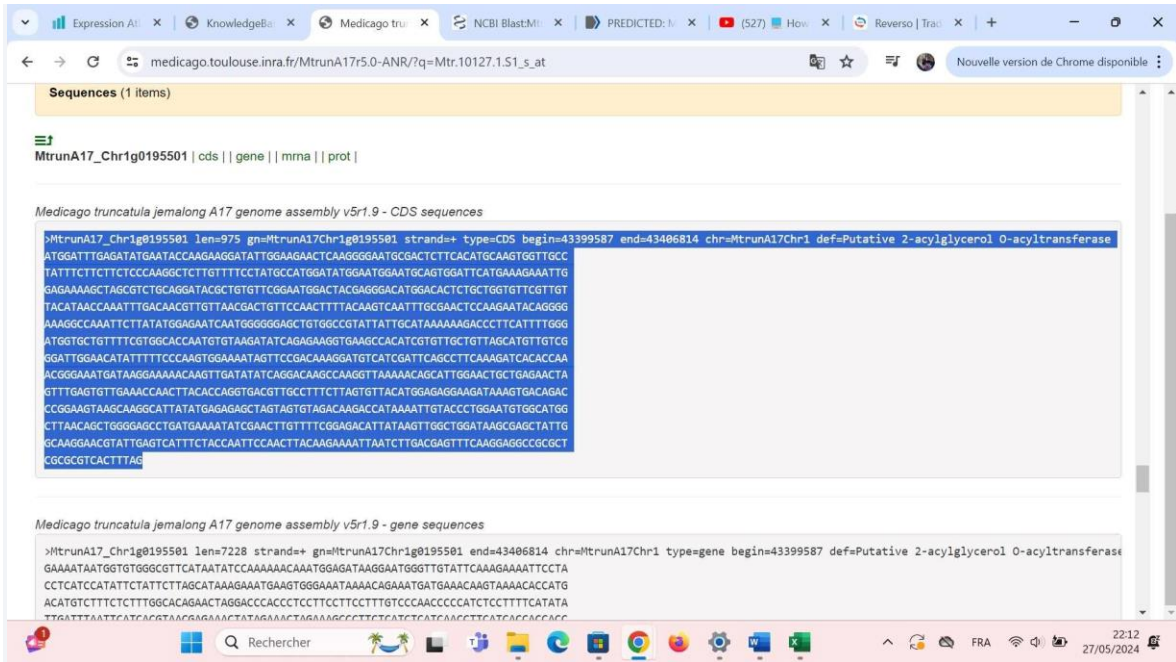 Expression At
KnowledgeBa
Medicago tru
NCBI Blast:Mt
PREDICTED: M
(527) How
Reverso | Trad
medicago.toulouse.inra.fr/MtrunA17r5.0-ANR/?q=Mtr.10127.1.S1_s_at
Nouvelle version de Chrome disponible
Sequences (1 items)
MtrunA17_Chr1g0195501 | cds | | gene | | mrna | | prot |
Medicago truncatula jemalong A17 genome assembly v5r1.9 - CDS sequences
>MtrunA17_Chr1g0195501 len=975 gn=MtrunA17Chr1g0195501 strand=+ type=CDS begin=43399587 end=43406814 chr=MtrunA17Chr1 def=Putative 2-acylglycerol O-acyltransferase
ATGGATTTGAGATATGAATACCAAGAAGGATATTGGAAGAACTCAAGGGGAATGCGACTCTTCACATGCAAGTGGTTGCC
TATTTCTTCTTCTCCCAAGGCTCTTGTTTTCCTATGCCATGGATATGGAATGGAATGCAGTGGATTCATGAAAGAAATTG
GAGAAAAGCTAGCGTCTGCAGGATACGCTGTGTTCGGAATGGACTACGAGGGACATGGACACTCTGCTGGTGTTCGTTGT
TACATAACCAAATTTGACAACGTTGTTAACGACTGTTCCAACTTTTACAAGTCAATTTGCGAACTCCAAGAATACAGGGG
AAAGGCCAAATTCTTATATGGAGAATCAATGGGGGGAGCTGTGGCCGTATTATTGCATAAAAAAGACCCTTCATTTTGGG
ATGGTGCTGTTTTCGTGGCACCAATGTGTAAGATATCAGAGAAGGTGAAGCCACATCGTGTTGCTGTTAGCATGTTGTCG
GGATTGGAACATATTTTTCCCAAGTGGAAAATAGTTCCGACAAAGGATGTCATCGATTCAGCCTTCAAAGATCACACCAA
ACGGGAAATGATAAGGAAAAACAAGTTGATATATCAGGACAAGCCAAGGTTAAAAACAGCATTGGAACTGCTGAGAACTA
GTTTGAGTGTTGAAACCAACTTACACCAGGTGACGTTGCCTTTCTTAGTGTTACATGGAGAGGAAGATAAAGTGACAGAC
CCGGAAGTAAGCAAGGCATTATATGAGAGAGCTAGTAGTGTAGACAAGACCATAAAATTGTACCCTGGAATGTGGCATGG
CTTAACAGCTGGGGAGCCTGATGAAAATATCGAACTTGTTTTCGGAGACATTATAAGTTGGCTGGATAAGCGAGCTATTG
GCAAGGAACGTATTGAGTCATTTCTACCAATTCCAACTTACAAGAAAATTAATCTTGACGAGTTTCAAGGAGGCCGCGCT
CGCGCGTCACTTTAG
Medicago truncatula jemalong A17 genome assembly v5r1.9 - gene sequences
>MtrunA17_Chr1g0195501 len=7228 strand=+ gn=MtrunA17Chr1g0195501 end=43406814 chr=MtrunA17Chr1 type=gene begin=43399587 def=Putative 2-acylglycerol O-acyltransferase
GAAAATAATGGTGTGGGCGTTCATAATATCCAAAAAACAAATGGAGATAAGGAATGGGTTGTATTCAAAGAAAATTCCTA
CCTCATCCATATTCTATTCTTAGCATAAAGAAATGAAGTGGGAAATAAAACAGAAATGATGAAACAAGTAAAACACCATG
ACATGTCTTTCTCTTTGGCACAGAACTAGGACCCACCCTCCTTCCTTCCTTTGTCCCAACCCCCATCTCCTTTTCATATA
Rechercher
FRA
22:12
27/05/2024